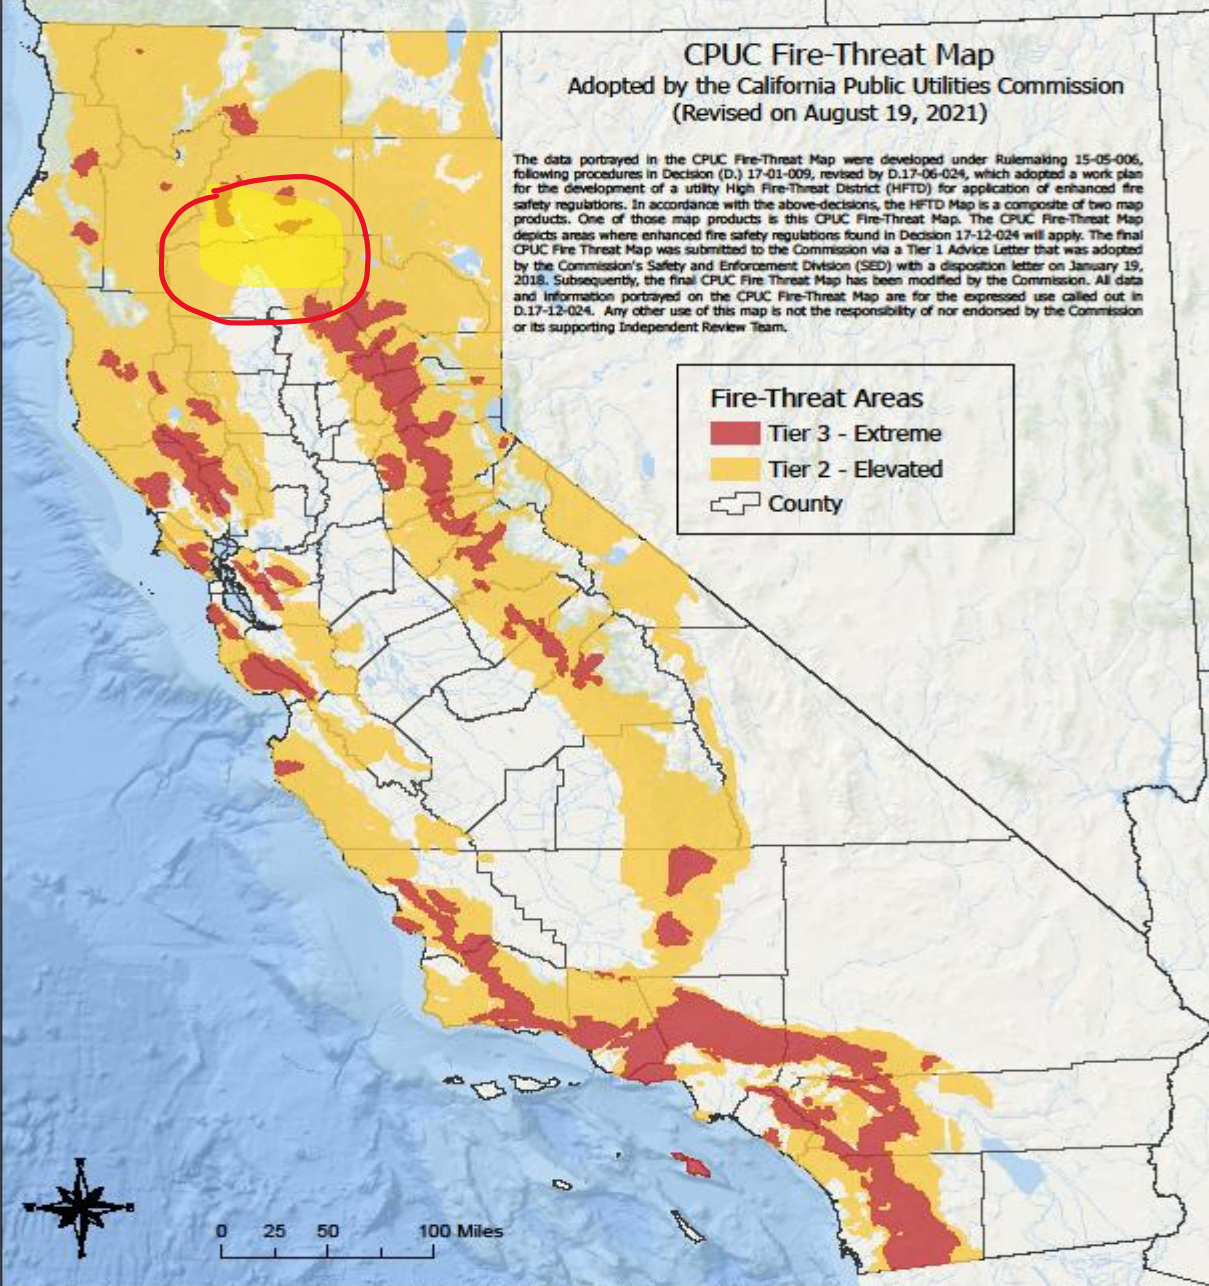 CPUC Fire-Threat Map
Adopted by the California Public Utilities Commission
(Revised on August 19, 2021)
The data portrayed in the CPUC Fire-Threat Map were developed under Rulemaking 15-05-006,
following procedures in Decision (D.) 17-01-009, revised by D.17-06-024, which adopted a work plan
for the development of a utility High Fire-Threat District (HFTD) for application of enhanced fire
safety regulations. In accordance with the above-decisions, the HFTD Map is a composite of two map
products. One of those map products is this CPUC Fire-Threat Map. The CPUC Fire-Threat Map
depicts areas where enhanced fire safety regulations found in Decision 17-12-024 will apply. The final
CPUC Fire Threat Map was submitted to the Commission via a Tier 1 Advice Letter that was adopted
by the Commission's Safety and Enforcement Division (SED) with a disposition letter on January 19,
2018. Subsequently, the final CPUC Fire Threat Map has been modified by the Commission. All data
and information portrayed on the CPUC Fire-Threat Map are for the expressed use called out in
D.17-12-024. Any other use of this map is not the responsibility of nor endorsed by the Commission
or its supporting Independent Review Team.
Fire-Threat Areas
Tier 3 - Extreme
Tier 2 - Elevated
County
0 25 50 100 Miles